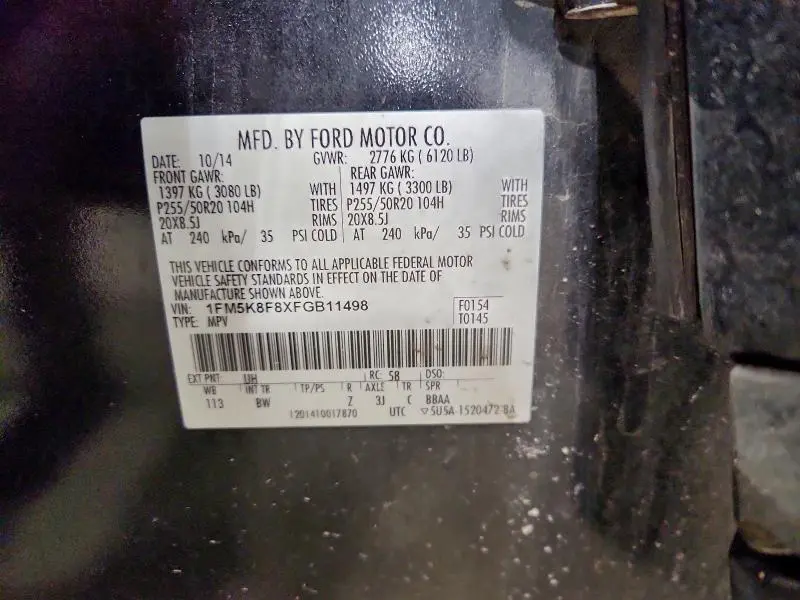 MFD. BY FORD MOTOR CO.
DATE: 10/14 GVWR: 2776 KG ( 6120 LB)
FRONT GAWR: REAR GAWR:
1397 KG ( 3080 LB) WITH 1497 KG ( 3300 LB) WITH
P255/50R20 104H TIRES P255/50R20 104H TIRES
20X8.5J RIMS 20X8.5J RIMS
AT 240 kPa/ 35 PSI COLD AT 240 kPa/ 35 PSI COLD
THIS VEHICLE CONFORMS TO ALL APPLICABLE FEDERAL MOTOR
VEHICLE SAFETY STANDARDS IN EFFECT ON THE DATE OF
MANUFACTURE SHOWN ABOVE.
VIN: 1FM5K8F8XFGB11498 F0154
TYPE: MPV T0145
EXT PNT: UH RC: 58 DSO:
WB INT TR TP/PS R AXLE TR SPR
113 BW Z 3J C BBAA
1201410017870 UTC ▽5U5A-1520472-BA